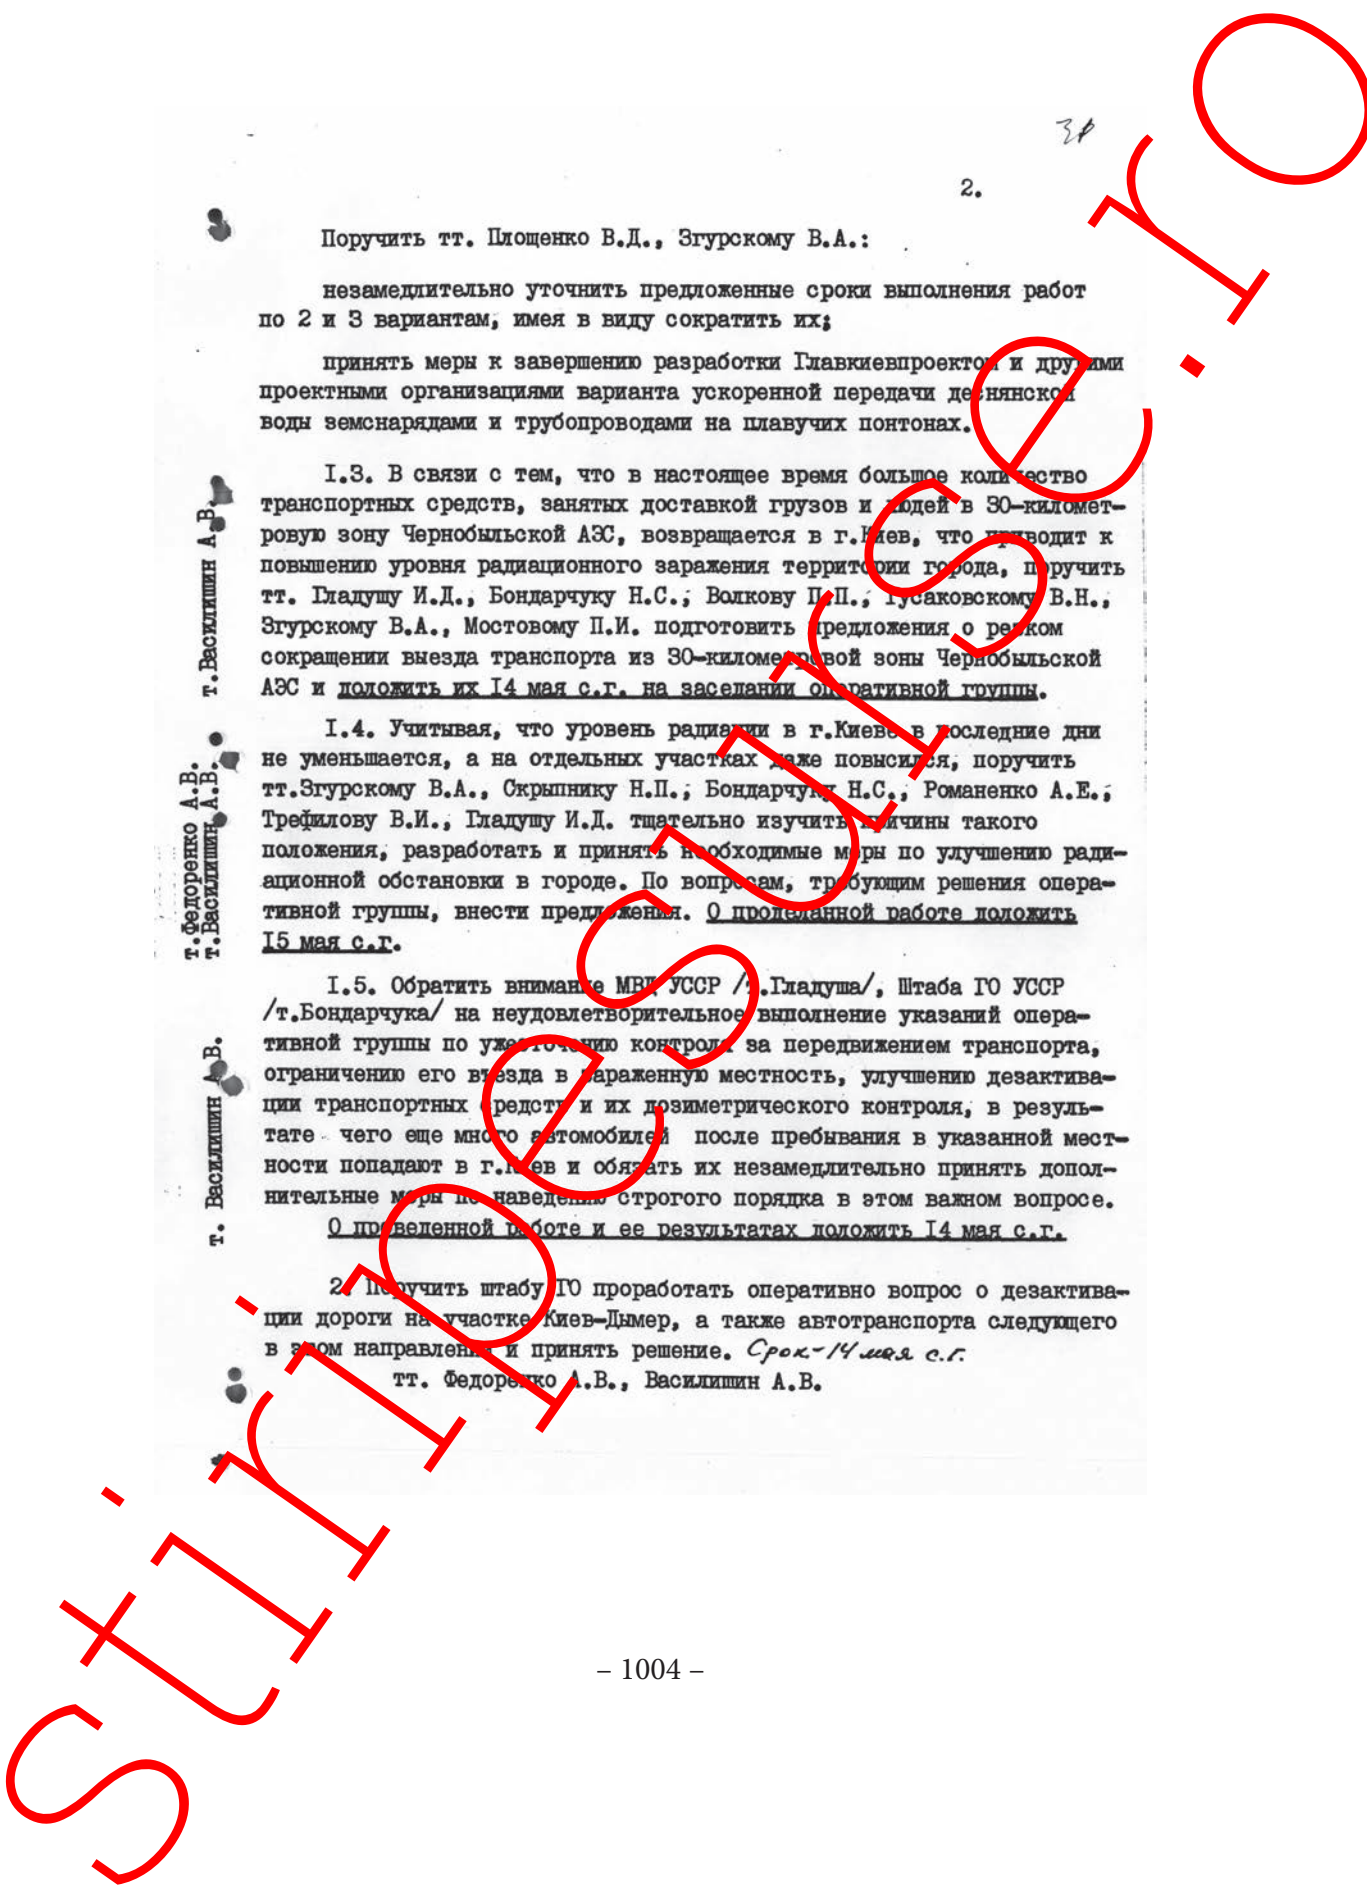 2.
Поручить тт. Площенко В.Д., Згурскому В.А.:
незамедлительно уточнить предложенные сроки выполнения работ
по 2 и 3 вариантам, имея в виду сократить их;
принять меры к завершению разработки Главкиевпроектом и другими
проектными организациями варианта ускоренной передачи деснянской
воды земснарядами и трубопроводами на плавучих понтонах.
I.3. В связи с тем, что в настоящее время большое количество
транспортных средств, занятых доставкой грузов и людей в 30-километ-
ровую зону Чернобыльской АЭС, возвращается в г.Киев, что приводит к
повышению уровня радиационного заражения территории города, поручить
тт. Гладушу И.Д., Бондарчуку Н.С., Волкову П.П., Гусаковскому В.Н.,
Згурскому В.А., Мостовому П.И. подготовить предложения о резком
сокращении выезда транспорта из 30-километровой зоны Чернобыльской
АЭС и доложить их I4 мая с.г. на заседании оперативной группы.
т.Василишин А.В.
I.4. Учитывая, что уровень радиации в г.Киеве в последние дни
не уменьшается, а на отдельных участках даже повысился, поручить
тт.Згурскому В.А., Скрыпнику Н.П., Бондарчуку Н.С., Романенко А.Е.,
Трефилову В.И., Гладушу И.Д. тщательно изучить причины такого
положения, разработать и принять необходимые меры по улучшению ради-
ационной обстановки в городе. По вопросам, требующим решения опера-
тивной группы, внести предложения. О проделанной работе доложить
I5 мая с.г.
т.Федоренко А.В.
т.Василишин А.В.
I.5. Обратить внимание МВД УССР /т.Гладуша/, Штаба ГО УССР
/т.Бондарчука/ на неудовлетворительное выполнение указаний опера-
тивной группы по ужесточению контроля за передвижением транспорта,
ограничению его въезда в зараженную местность, улучшению дезактива-
ции транспортных средств и их дозиметрического контроля, в резуль-
тате чего еще много автомобилей после пребывания в указанной мест-
ности попадают в г.Киев и обязать их незамедлительно принять допол-
нительные меры по наведению строгого порядка в этом важном вопросе.
О проведенной работе и ее результатах доложить I4 мая с.г.
т. Василишин А.В.
2. Поручить штабу ГО проработать оперативно вопрос о дезактива-
ции дороги на участке Киев-Дымер, а также автотранспорта следующего
в этом направлении и принять решение. Срок-14 мая с.г.
тт. Федоренко А.В., Василишин А.В.
– 1004 –
stiripesurse.ro